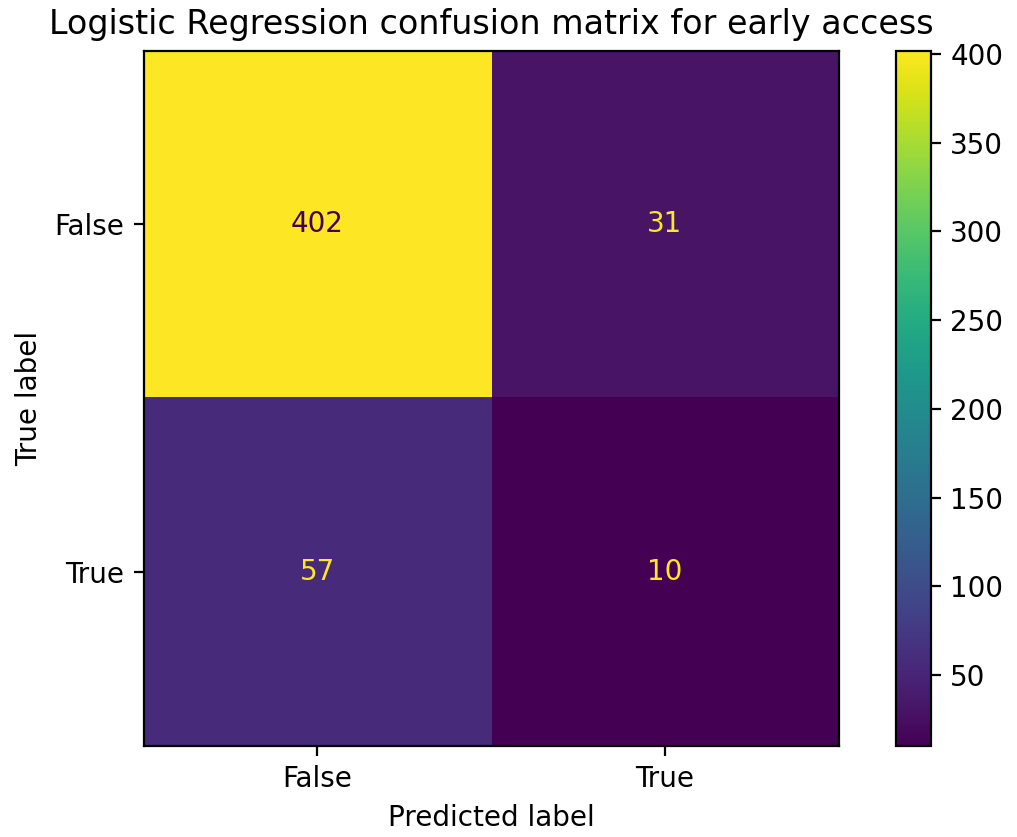 Logistic Regression confusion matrix for early access
400
350
300
250
200
150
100
50
False
402
31
True
57
10
True label
False
True
Predicted label